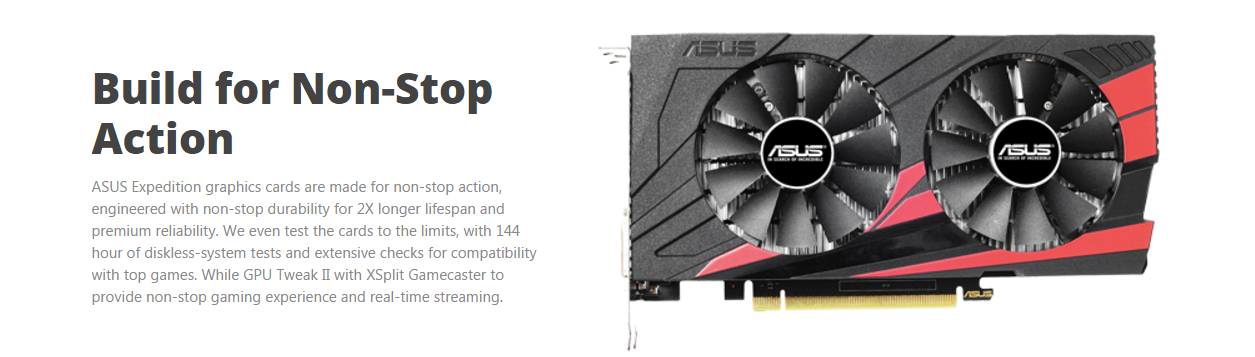 Build for Non-Stop
Action
ASUS Expedition graphics cards are made for non-stop action,
engineered with non-stop durability for 2X longer lifespan and
premium reliability. We even test the cards to the limits, with 144
hour of diskless-system tests and extensive checks for compatibility
with top games. While GPU Tweak II with XSplit Gamecaster to
provide non-stop gaming experience and real-time streaming.
ASUS
ASUS
IN SEARCH OF INCREDIBLE
ASUS
IN SEARCH OF INCREDIBLE
ASUS